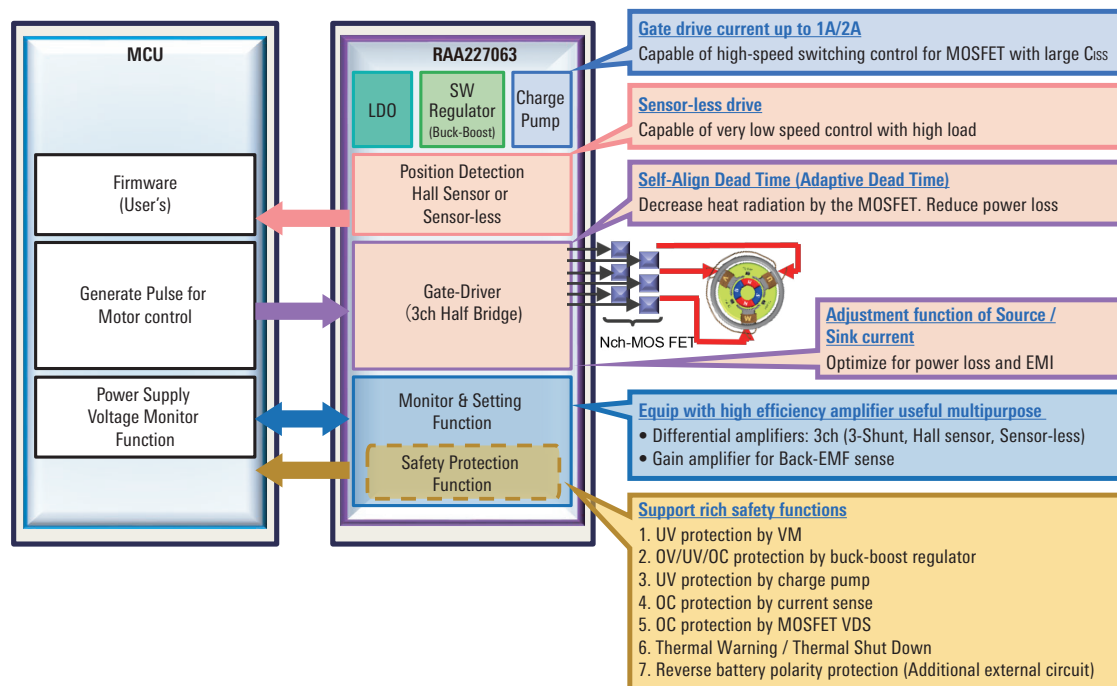 MCU
Firmware
(User's)
Generate Pulse for
Motor control
Power Supply
Voltage Monitor
Function
RAA227063
LDO
SW
Regulator
(Buck-Boost)
Charge
Pump
Position Detection
Hall Sensor or
Sensor-less
Gate-Driver
(3ch Half Bridge)
Monitor & Setting
Function
Safety Protection
Function
Nch-MOS FET
W
Gate drive current up to 1A/2A
Capable of high-speed switching control for MOSFET with large CISS
Sensor-less drive
Capable of very low speed control with high load
Self-Align Dead Time (Adaptive Dead Time)
Decrease heat radiation by the MOSFET. Reduce power loss
Adjustment function of Source /
Sink current
Optimize for power loss and EMI
Equip with high efficiency amplifier useful multipurpose
• Differential amplifiers: 3ch (3-Shunt, Hall sensor, Sensor-less)
• Gain amplifier for Back-EMF sense
Support rich safety functions
1. UV protection by VM
2. OV/UV/OC protection by buck-boost regulator
3. UV protection by charge pump
4. OC protection by current sense
5. OC protection by MOSFET VDS
6. Thermal Warning / Thermal Shut Down
7. Reverse battery polarity protection (Additional external circuit)